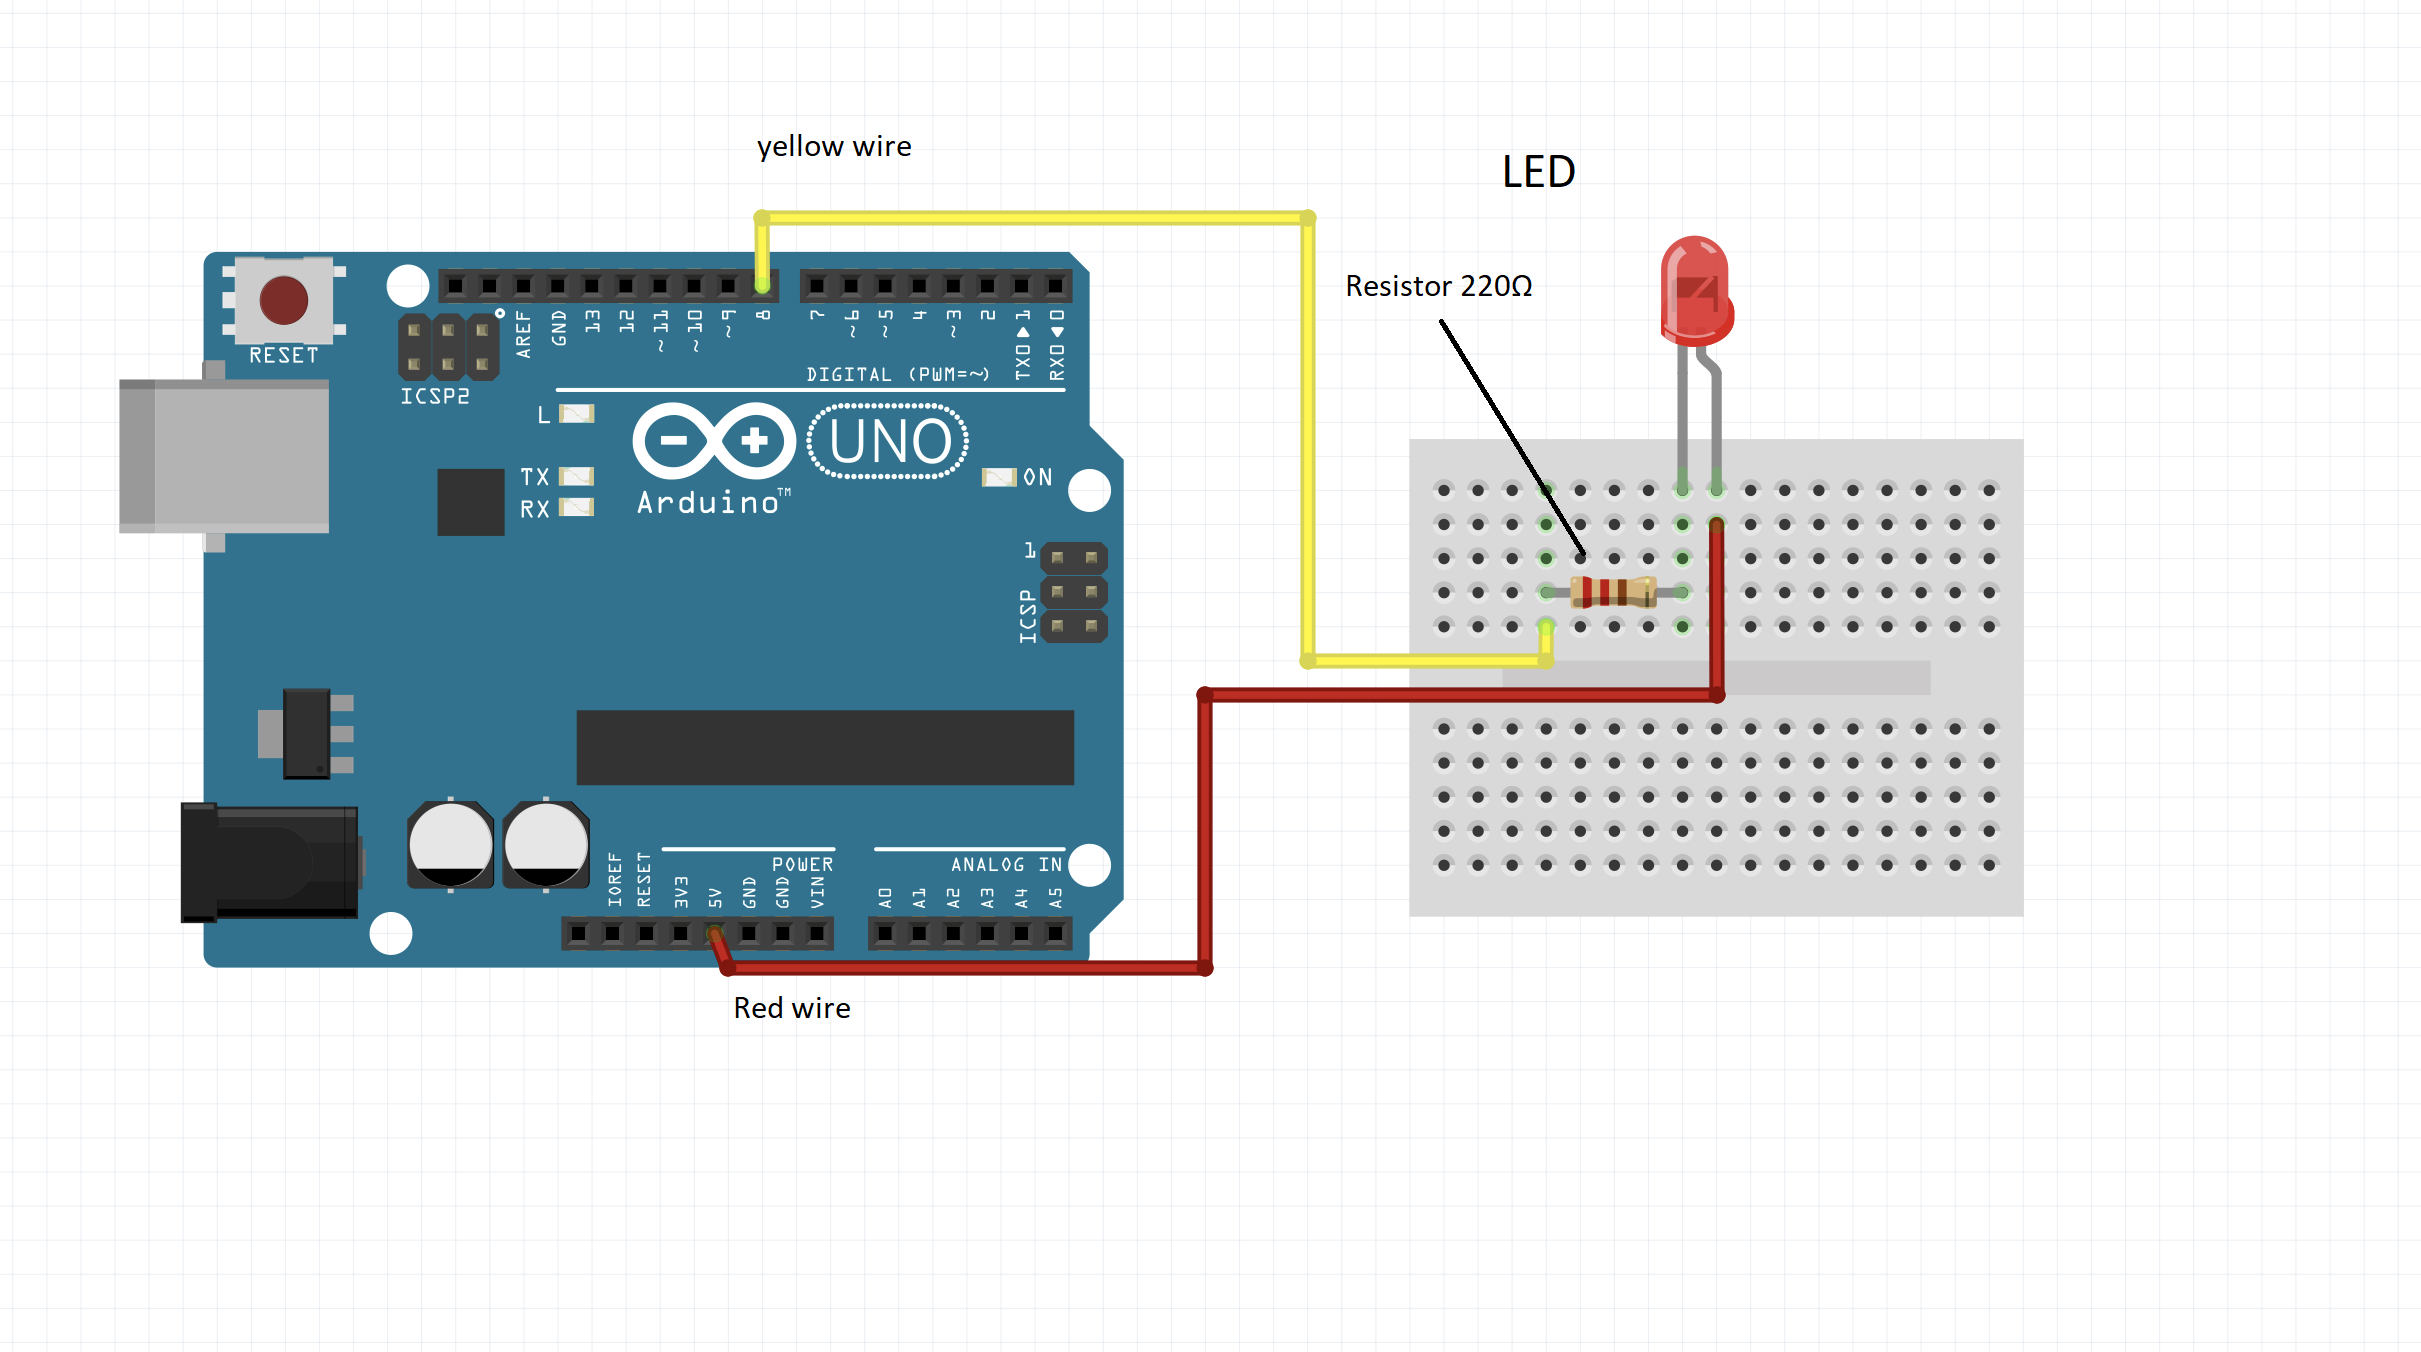 yellow wire
LED
Resistor 220Ω
RESET
ICSP2
AREF
GND
13
12
~11
~10
~9
8
7
~6
~5
4
~3
2
TXO▶1
RXO◀0
DIGITAL (PWM=~)
L
TX
RX
UNO
ON
Arduino™
1
ICSP
POWER
ANALOG IN
IOREF
RESET
3V3
5V
GND
GND
VIN
A0
A1
A2
A3
A4
A5
Red wire